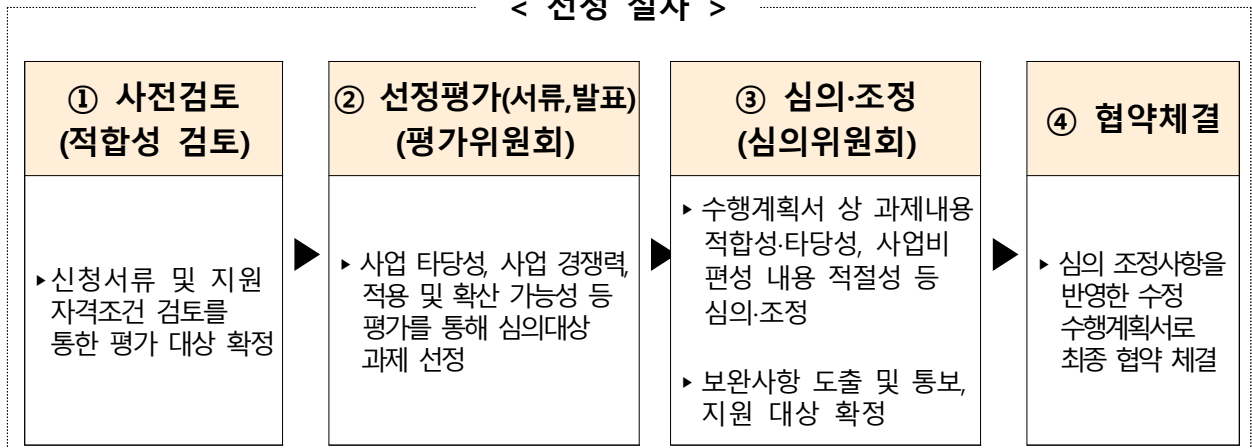 < 선정 절차 >
① 사전검토
(적합성 검토)
▸신청서류 및 지원
자격조건 검토를
통한 평가 대상 확정
② 선정평가(서류,발표)
(평가위원회)
▸ 사업 타당성, 사업 경쟁력,
적용 및 확산 가능성 등
평가를 통해 심의대상
과제 선정
③ 심의·조정
(심의위원회)
▸ 수행계획서 상 과제내용
적합성·타당성, 사업비
편성 내용 적절성 등
심의·조정
▸ 보완사항 도출 및 통보,
지원 대상 확정
④ 협약체결
▸ 심의 조정사항을
반영한 수정
수행계획서로
최종 협약 체결